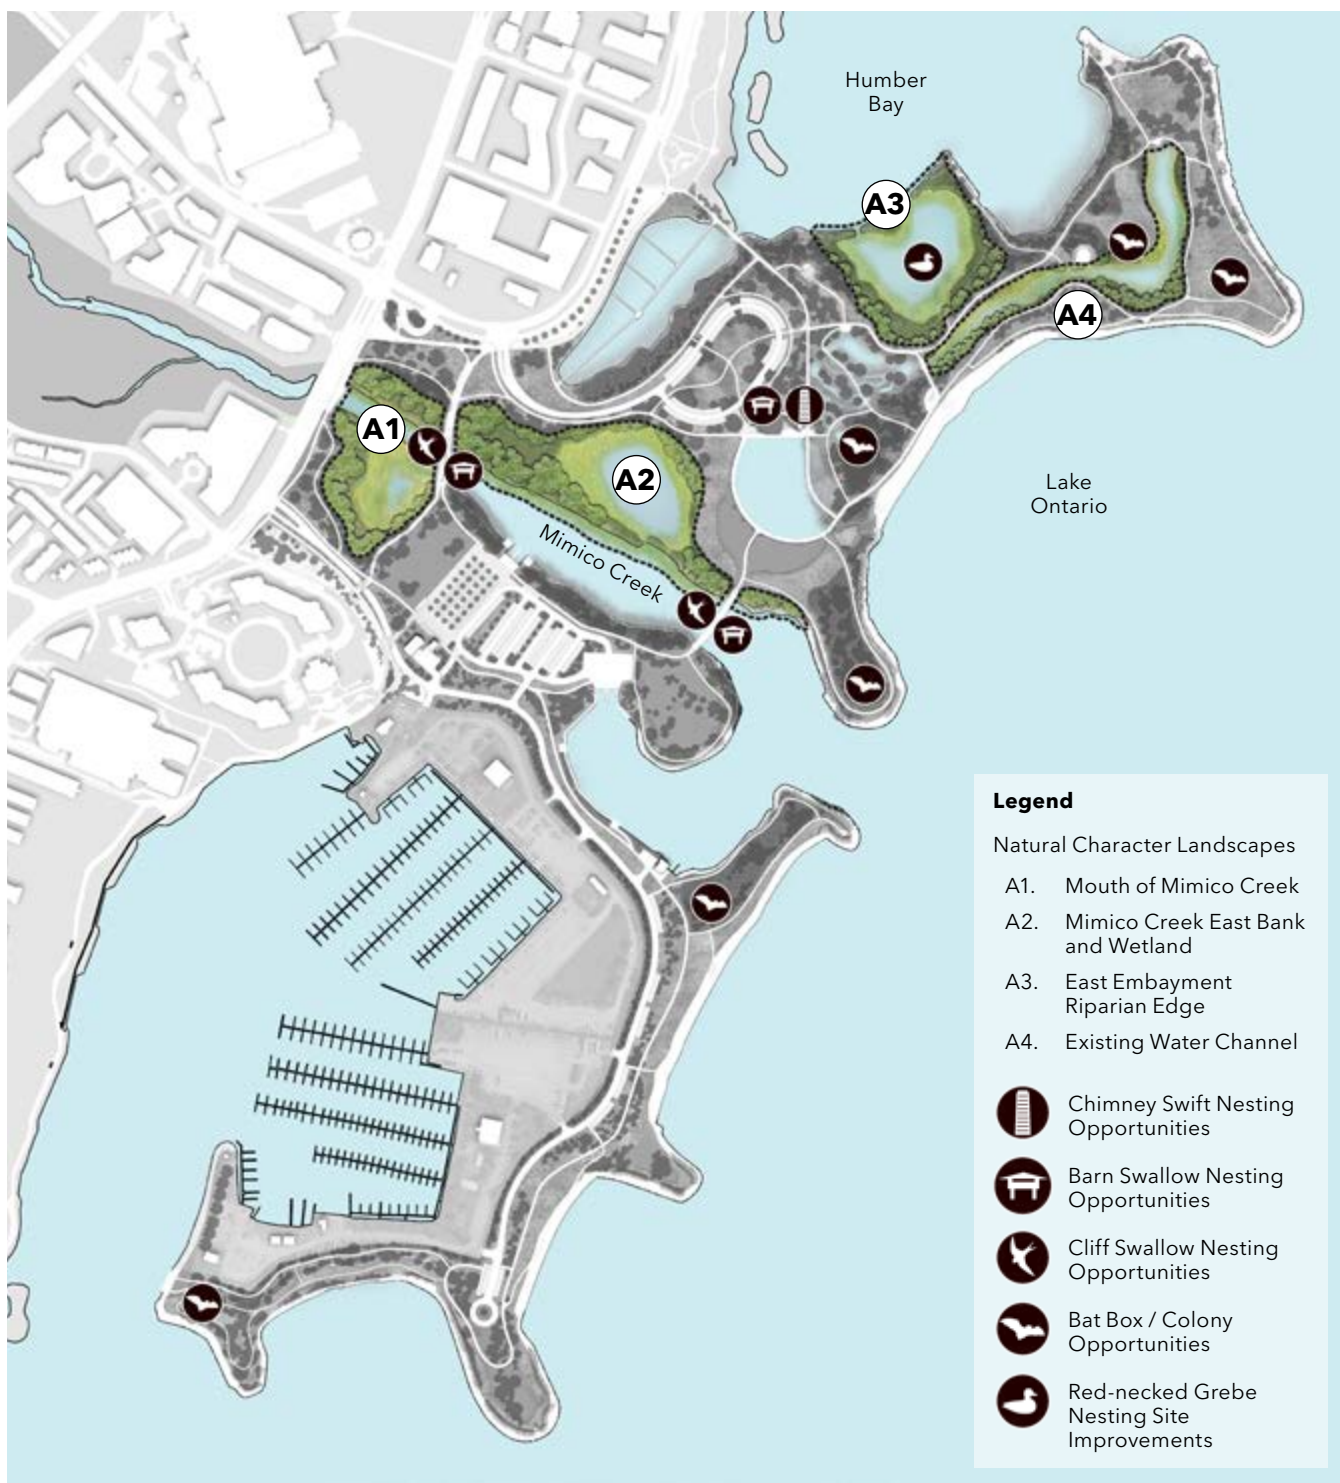 Humber
Bay
A3
A4
A1
A2
Mimico Creek
Lake
Ontario
Legend
Natural Character Landscapes
A1. Mouth of Mimico Creek
A2. Mimico Creek East Bank
and Wetland
A3. East Embayment
Riparian Edge
A4. Existing Water Channel
Chimney Swift Nesting
Opportunities
Barn Swallow Nesting
Opportunities
Cliff Swallow Nesting
Opportunities
Bat Box / Colony
Opportunities
Red-necked Grebe
Nesting Site
Improvements